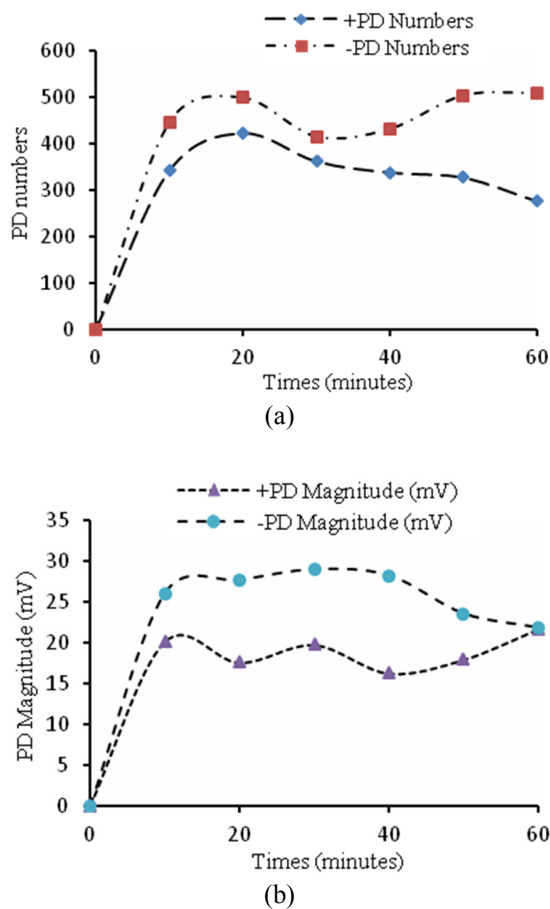 +PD Numbers
-PD Numbers
600
500
400
300
200
100
0
PD numbers
0 20 40 60
Times (minutes)
(a)
+PD Magnitude (mV)
-PD Magnitude (mV)
35
30
25
20
15
10
5
0
PD Magnitude (mV)
0 20 40 60
Times (minutes)
(b)